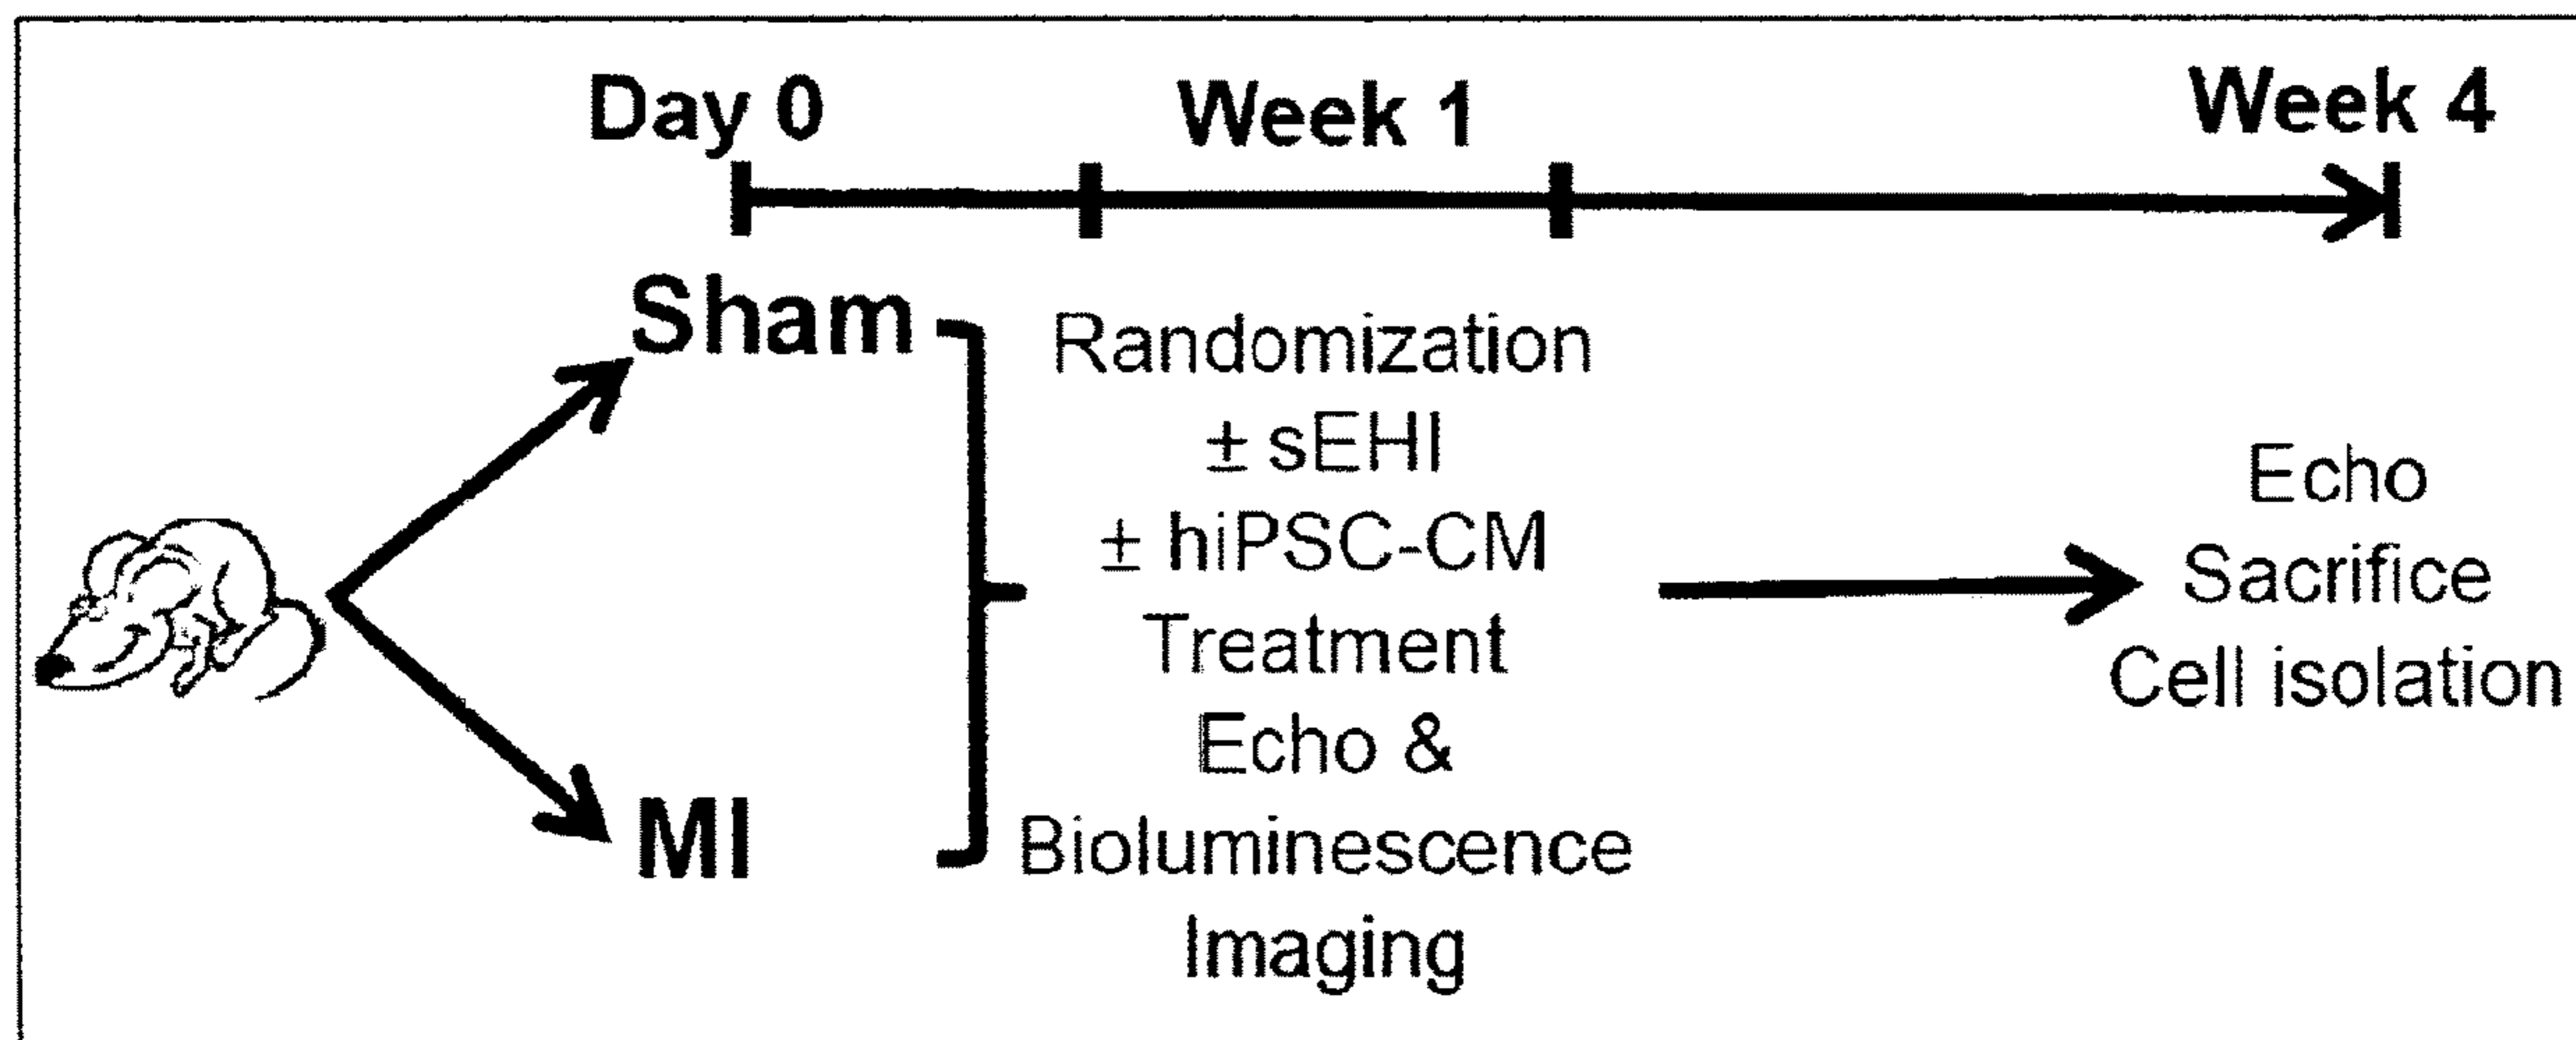 Day 0
Week 1
Week 4
Sham
MI
Randomization
± sEHI
± hiPSC-CM
Treatment
Echo &
Bioluminescence
Imaging
Echo
Sacrifice
Cell isolation